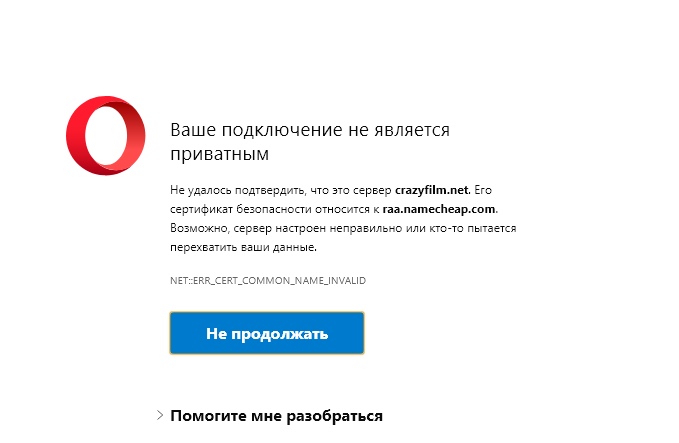 Ваше подключение не является
приватным
Не удалось подтвердить, что это сервер crazyfilm.net. Его
сертификат безопасности относится к raa.namecheap.com.
Возможно, сервер настроен неправильно или кто-то пытается
перехватить ваши данные.
NET::ERR_CERT_COMMON_NAME_INVALID
Не продолжать
Помогите мне разобраться